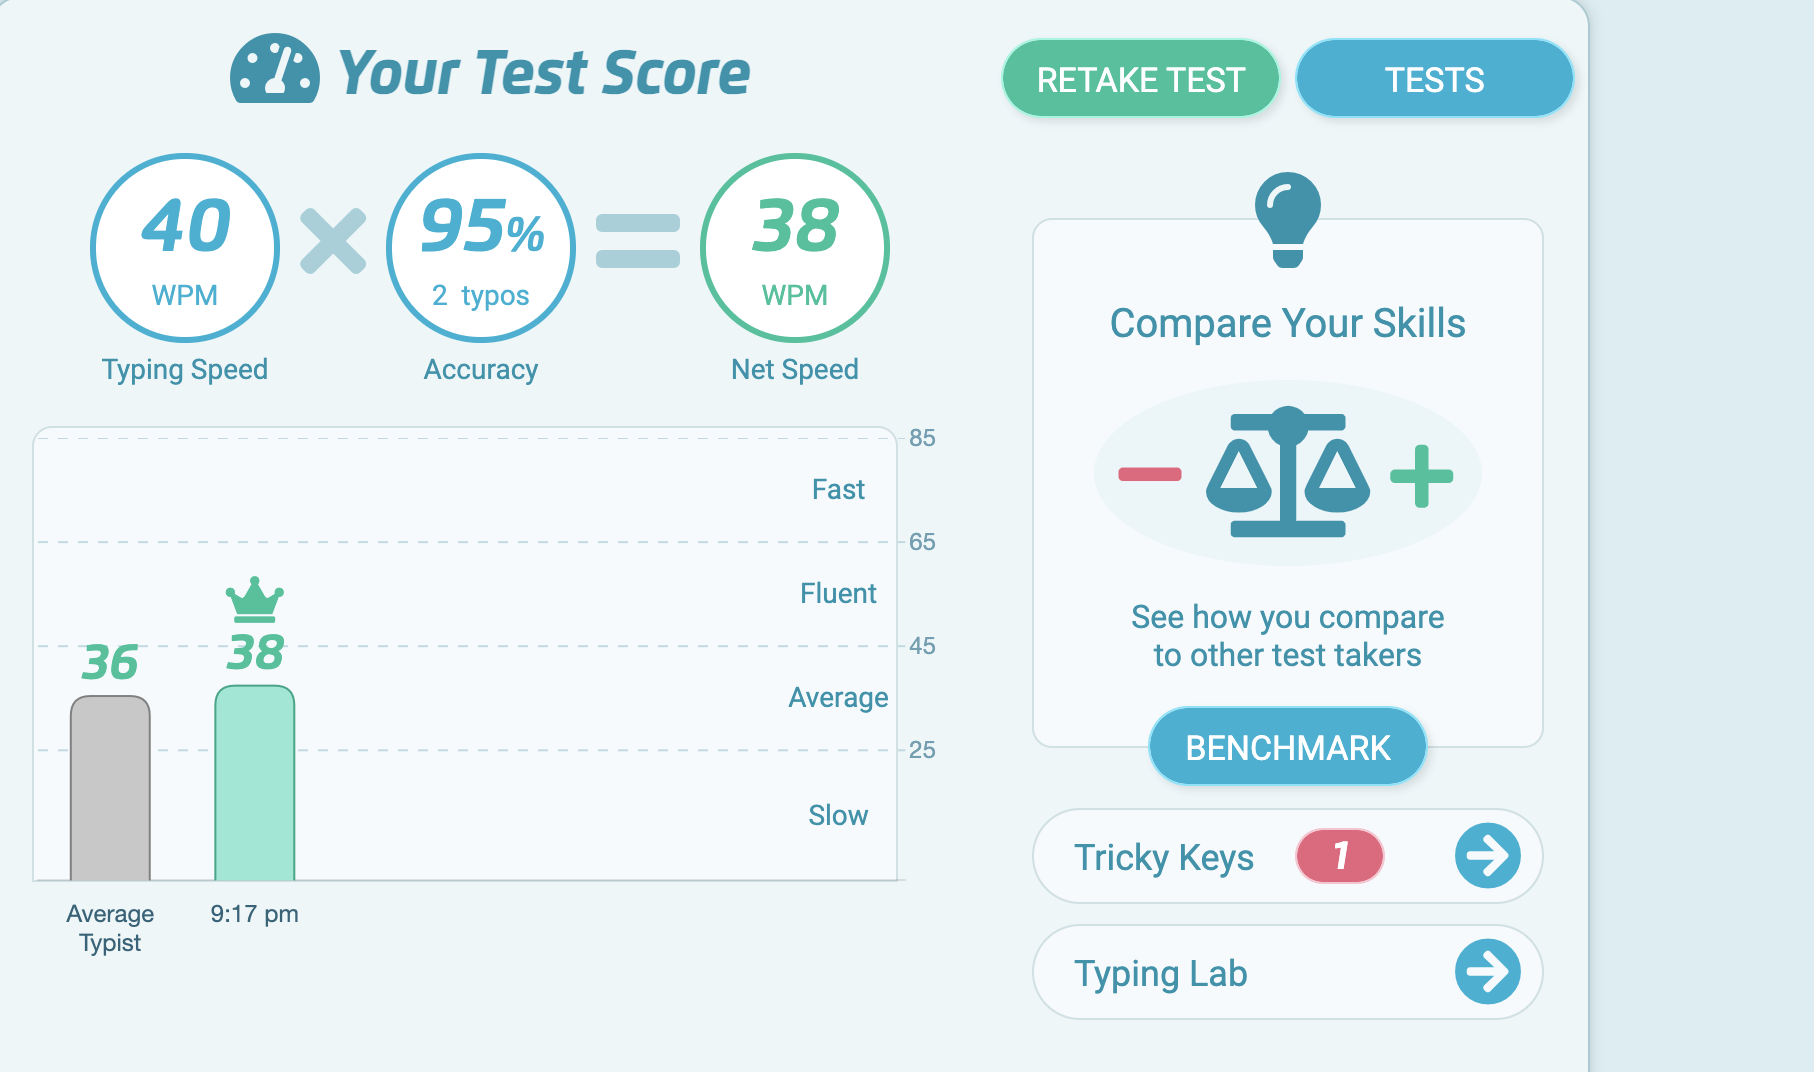 Your Test Score
RETAKE TEST
TESTS
40
WPM
Typing Speed
95%
2 typos
Accuracy
38
WPM
Net Speed
85
Fast
65
Fluent
45
Average
25
Slow
36
38
Average
Typist
9:17 pm
Compare Your Skills
See how you compare
to other test takers
BENCHMARK
Tricky Keys 1
Typing Lab